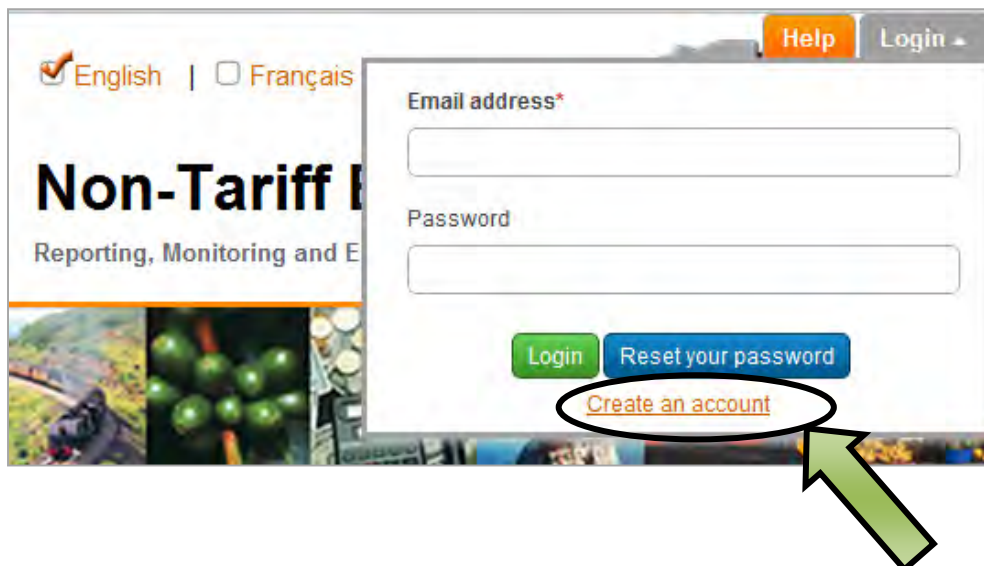 Help Login
English | Français
Email address*
Non-Tariff
Password
Reporting, Monitoring and
Login Reset your password
Create an account